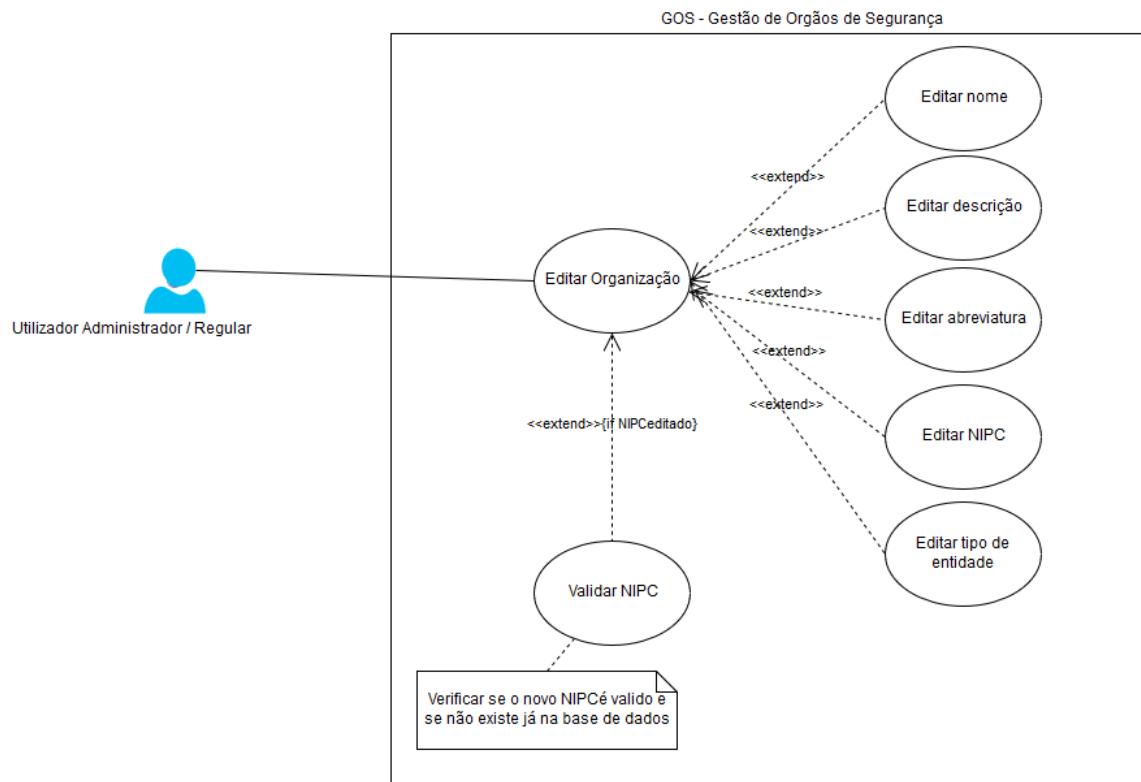 GOS - Gestão de Orgãos de Segurança
Editar nome
<<extend>>
Editar descrição
<<extend>>
Editar Organização
<<extend>>
Editar abreviatura
Utilizador Administrador / Regular
<<extend>>
<<extend>>
<<extend>>{if NIPCeditado}
Editar NIPC
Editar tipo de
entidade
Validar NIPC
Verificar se o novo NIPCé valido e
se não existe já na base de dados